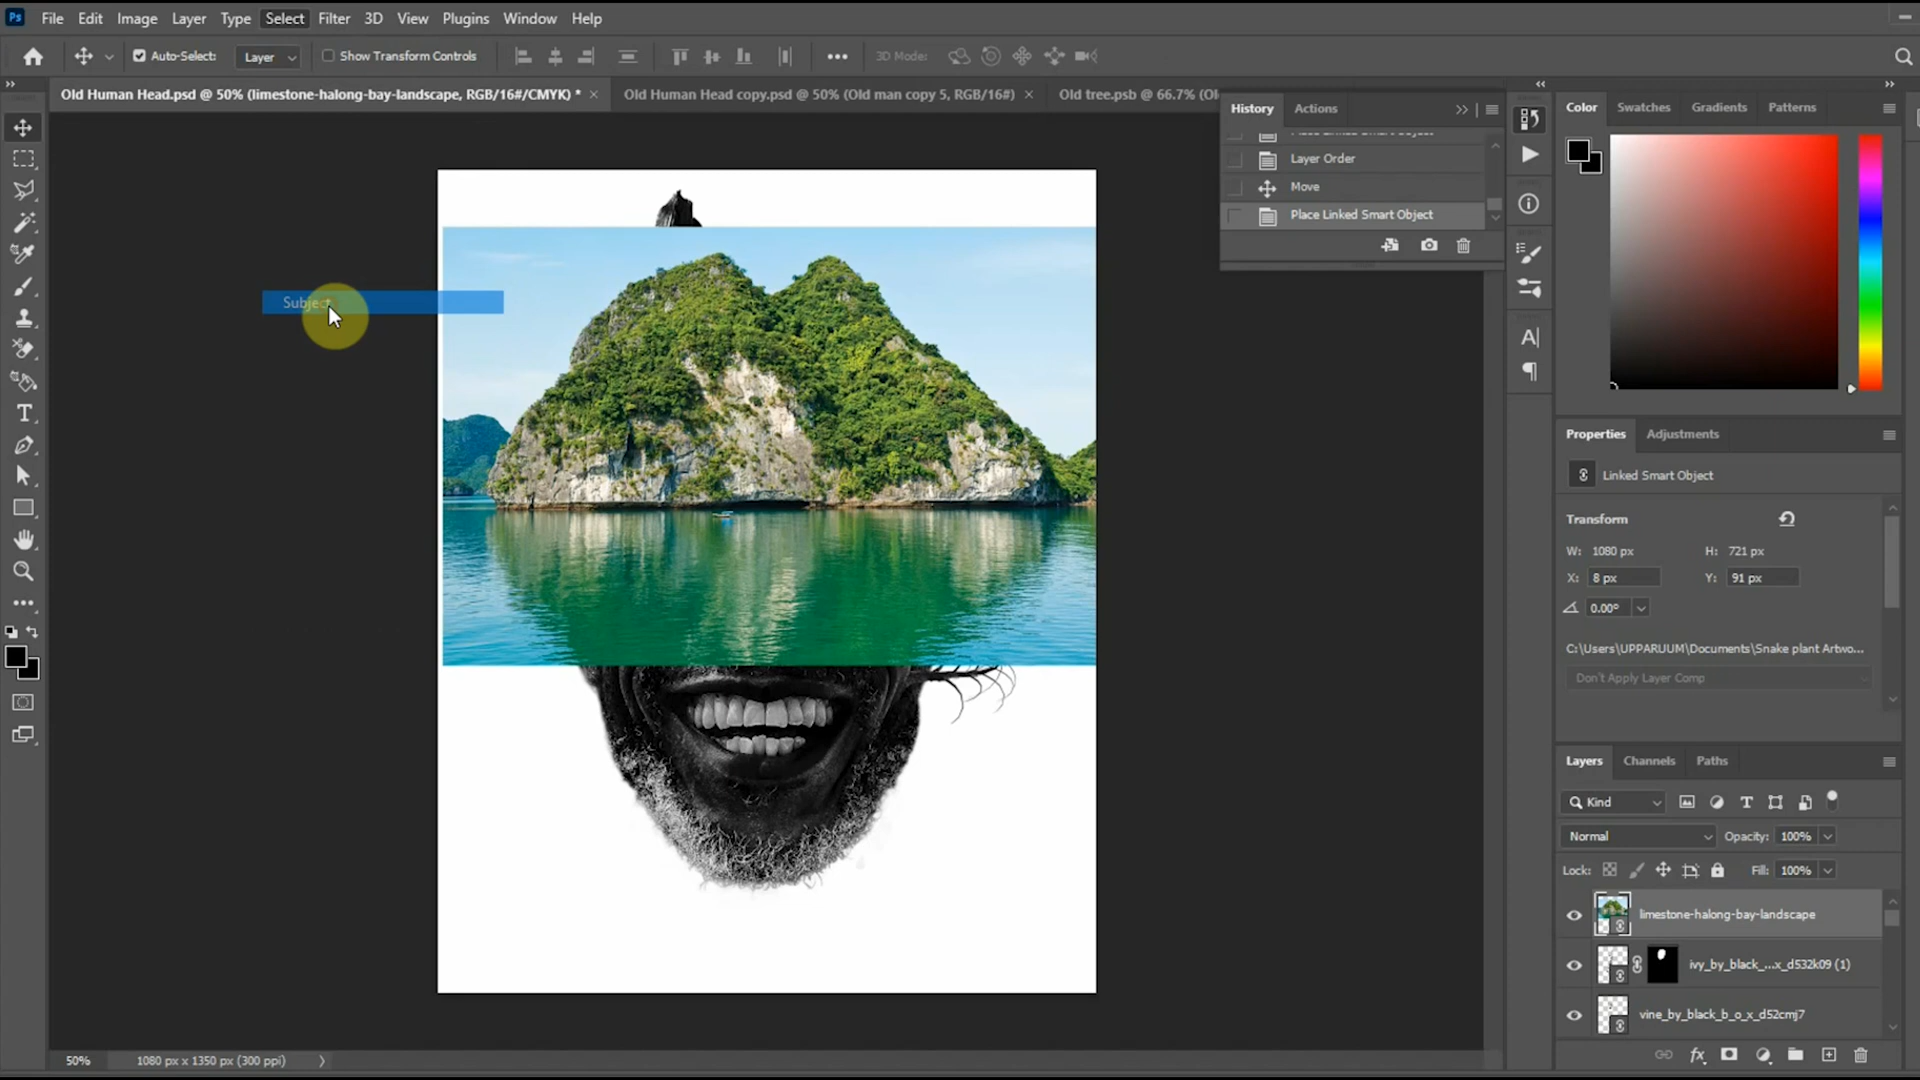 Ps File Edit Image Layer Type Select Filter 3D View Plugins Window Help
Auto-Select: Layer Show Transform Controls 3D Mode:
Old Human Head.psd @ 50% (limestone-halong-bay-landscape, RGB/16#/CMYK) * × Old Human Head copy.psd @ 50% (Old man copy 5, RGB/16#) × Old tree.psb @ 66.7% (Ol
History Actions
Place Linked Smart Object
Layer Order
Move
Place Linked Smart Object
Subject
Color Swatches Gradients Patterns
Properties Adjustments
Linked Smart Object
Transform
W: 1080 px H: 721 px
X: 8 px Y: 91 px
0.00°
C:\Users\UPPARUUM\Documents\Snake plant Artwo...
Don't Apply Layer Comp
Layers Channels Paths
Kind
Normal Opacity: 100%
Lock: Fill: 100%
limestone-halong-bay-landscape
ivy_by_black_...x_d532k09 (1)
vine_by_black_b_o_x_d52cmj7
50% 1080 px x 1350 px (300 ppi)